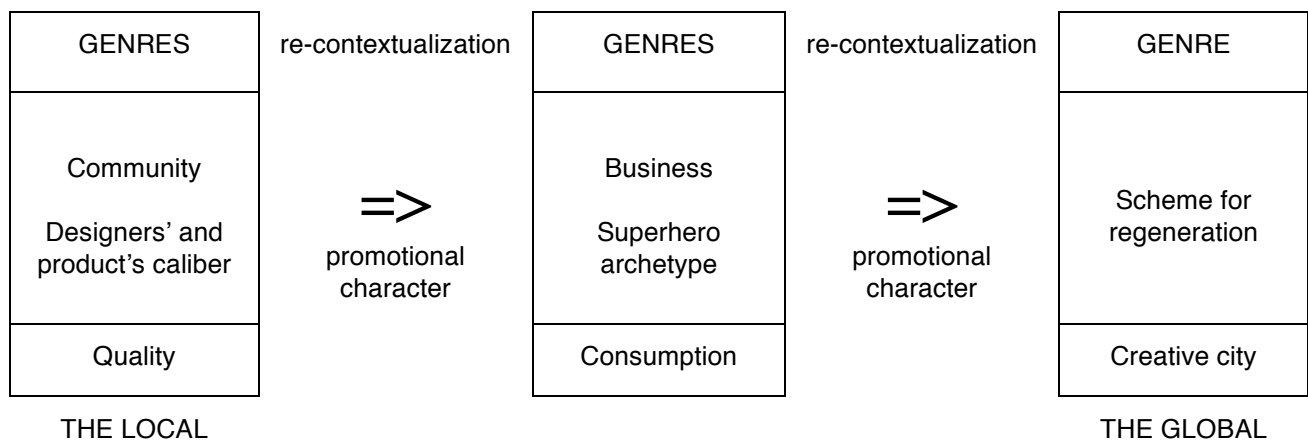 GENRES
re-contextualization
GENRES
re-contextualization
GENRE
Community
Designers’ and
product’s caliber
=>
promotional
character
Business
Superhero
archetype
=>
promotional
character
Scheme for
regeneration
Quality
Consumption
Creative city
THE LOCAL
THE GLOBAL